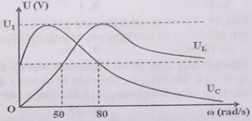 U (V)
U₁
U_L
U_C
O
50
80
ω (rad/s)